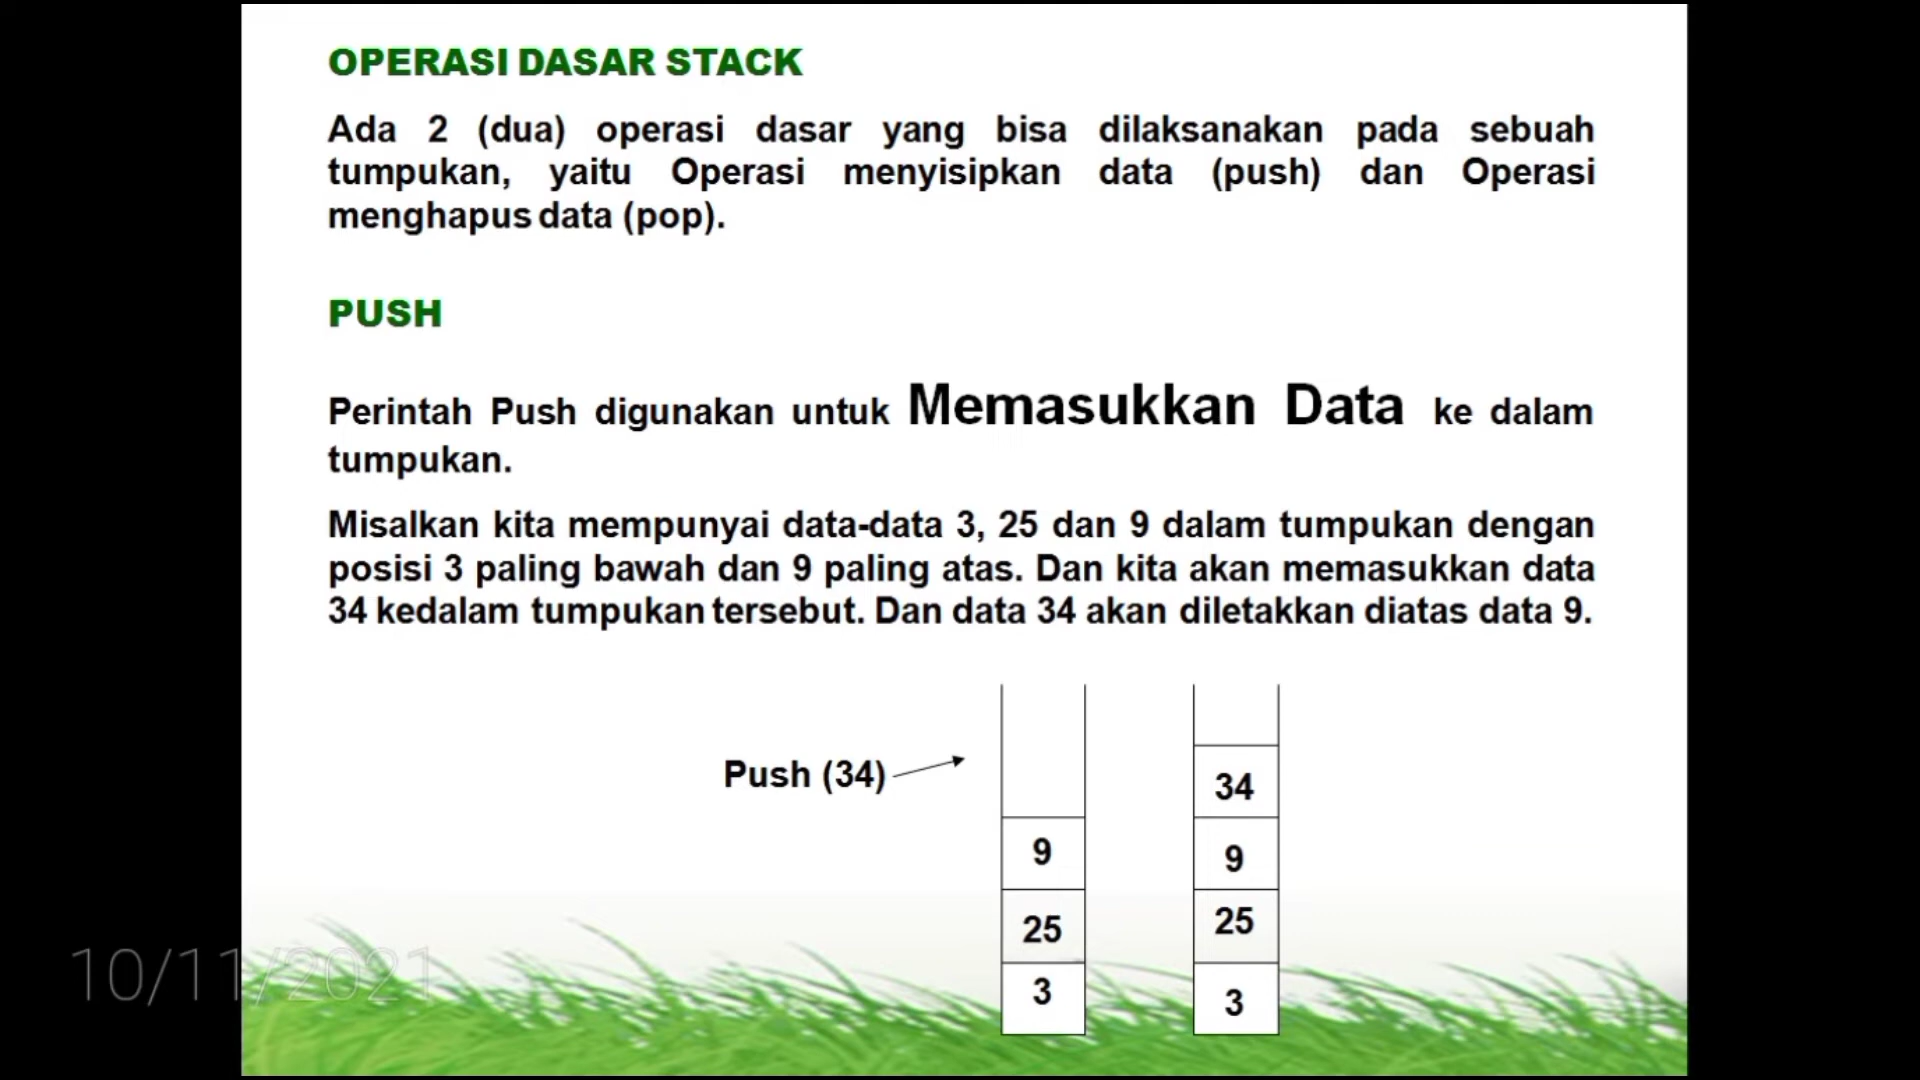 OPERASI DASAR STACK
Ada 2 (dua) operasi dasar yang bisa dilaksanakan pada sebuah
tumpukan, yaitu Operasi menyisipkan data (push) dan Operasi
menghapus data (pop).
PUSH
Perintah Push digunakan untuk Memasukkan Data ke dalam
tumpukan.
Misalkan kita mempunyai data-data 3, 25 dan 9 dalam tumpukan dengan
posisi 3 paling bawah dan 9 paling atas. Dan kita akan memasukkan data
34 kedalam tumpukan tersebut. Dan data 34 akan diletakkan diatas data 9.
Push (34)
9
25
3
34
9
25
3
10/11/2021